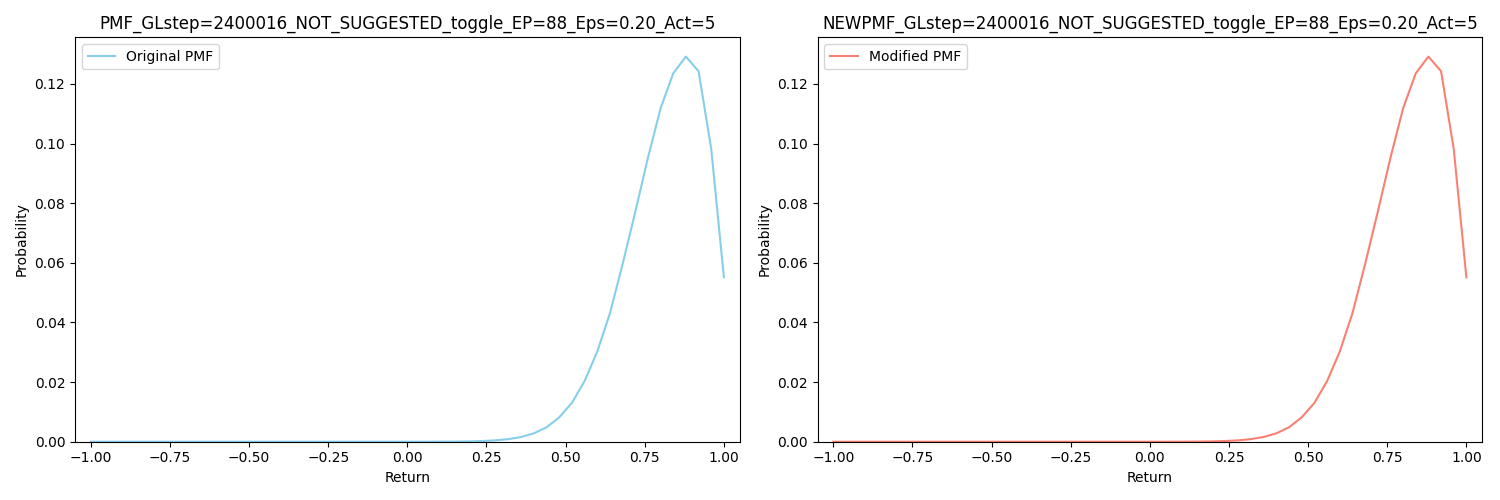 PMF_GLstep=2400016_NOT_SUGGESTED_toggle_EP=88_Eps=0.20_Act=5
Original PMF
Probability
0.12
0.10
0.08
0.06
0.04
0.02
0.00
−1.00 −0.75 −0.50 −0.25 0.00 0.25 0.50 0.75 1.00
Return
NEWPMF_GLstep=2400016_NOT_SUGGESTED_toggle_EP=88_Eps=0.20_Act=5
Modified PMF
Probability
0.12
0.10
0.08
0.06
0.04
0.02
0.00
−1.00 −0.75 −0.50 −0.25 0.00 0.25 0.50 0.75 1.00
Return